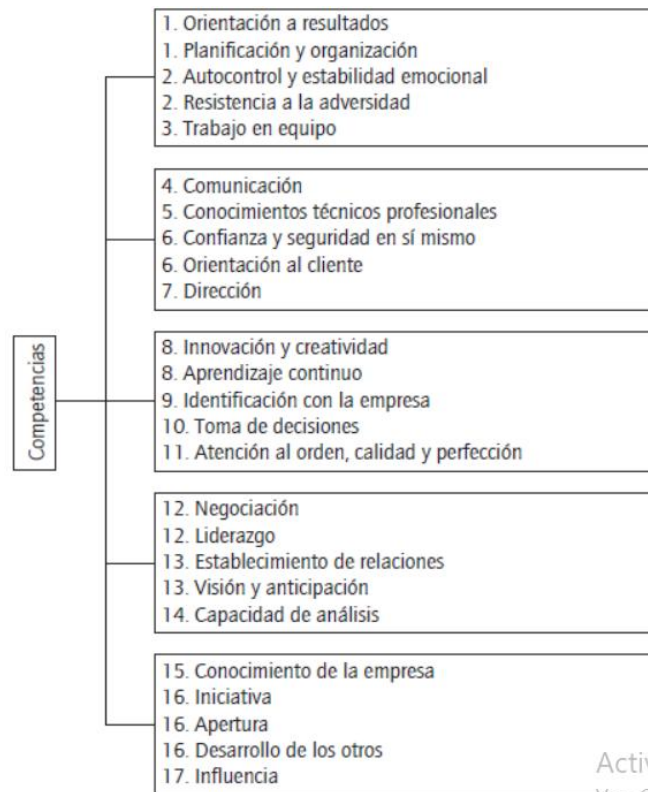 1. Orientación a resultados
1. Planificación y organización
2. Autocontrol y estabilidad emocional
2. Resistencia a la adversidad
3. Trabajo en equipo
4. Comunicación
5. Conocimientos técnicos profesionales
6. Confianza y seguridad en sí mismo
6. Orientación al cliente
7. Dirección
Competencias
8. Innovación y creatividad
8. Aprendizaje continuo
9. Identificación con la empresa
10. Toma de decisiones
11. Atención al orden, calidad y perfección
12. Negociación
12. Liderazgo
13. Establecimiento de relaciones
13. Visión y anticipación
14. Capacidad de análisis
15. Conocimiento de la empresa
16. Iniciativa
16. Apertura
16. Desarrollo de los otros
17. Influencia
Activ